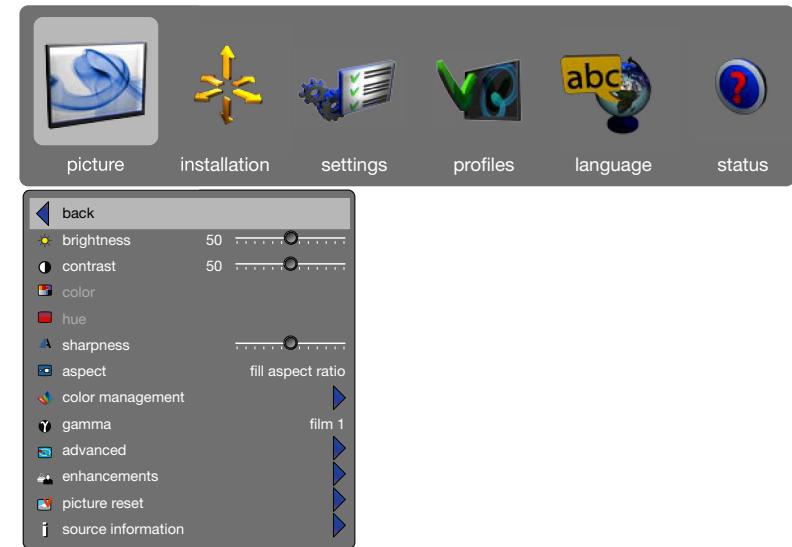 abc
picture installation settings profiles language status
back
brightness 50
contrast 50
color
hue
sharpness
aspect fill aspect ratio
color management
γ gamma film 1
advanced
enhancements
picture reset
i source information